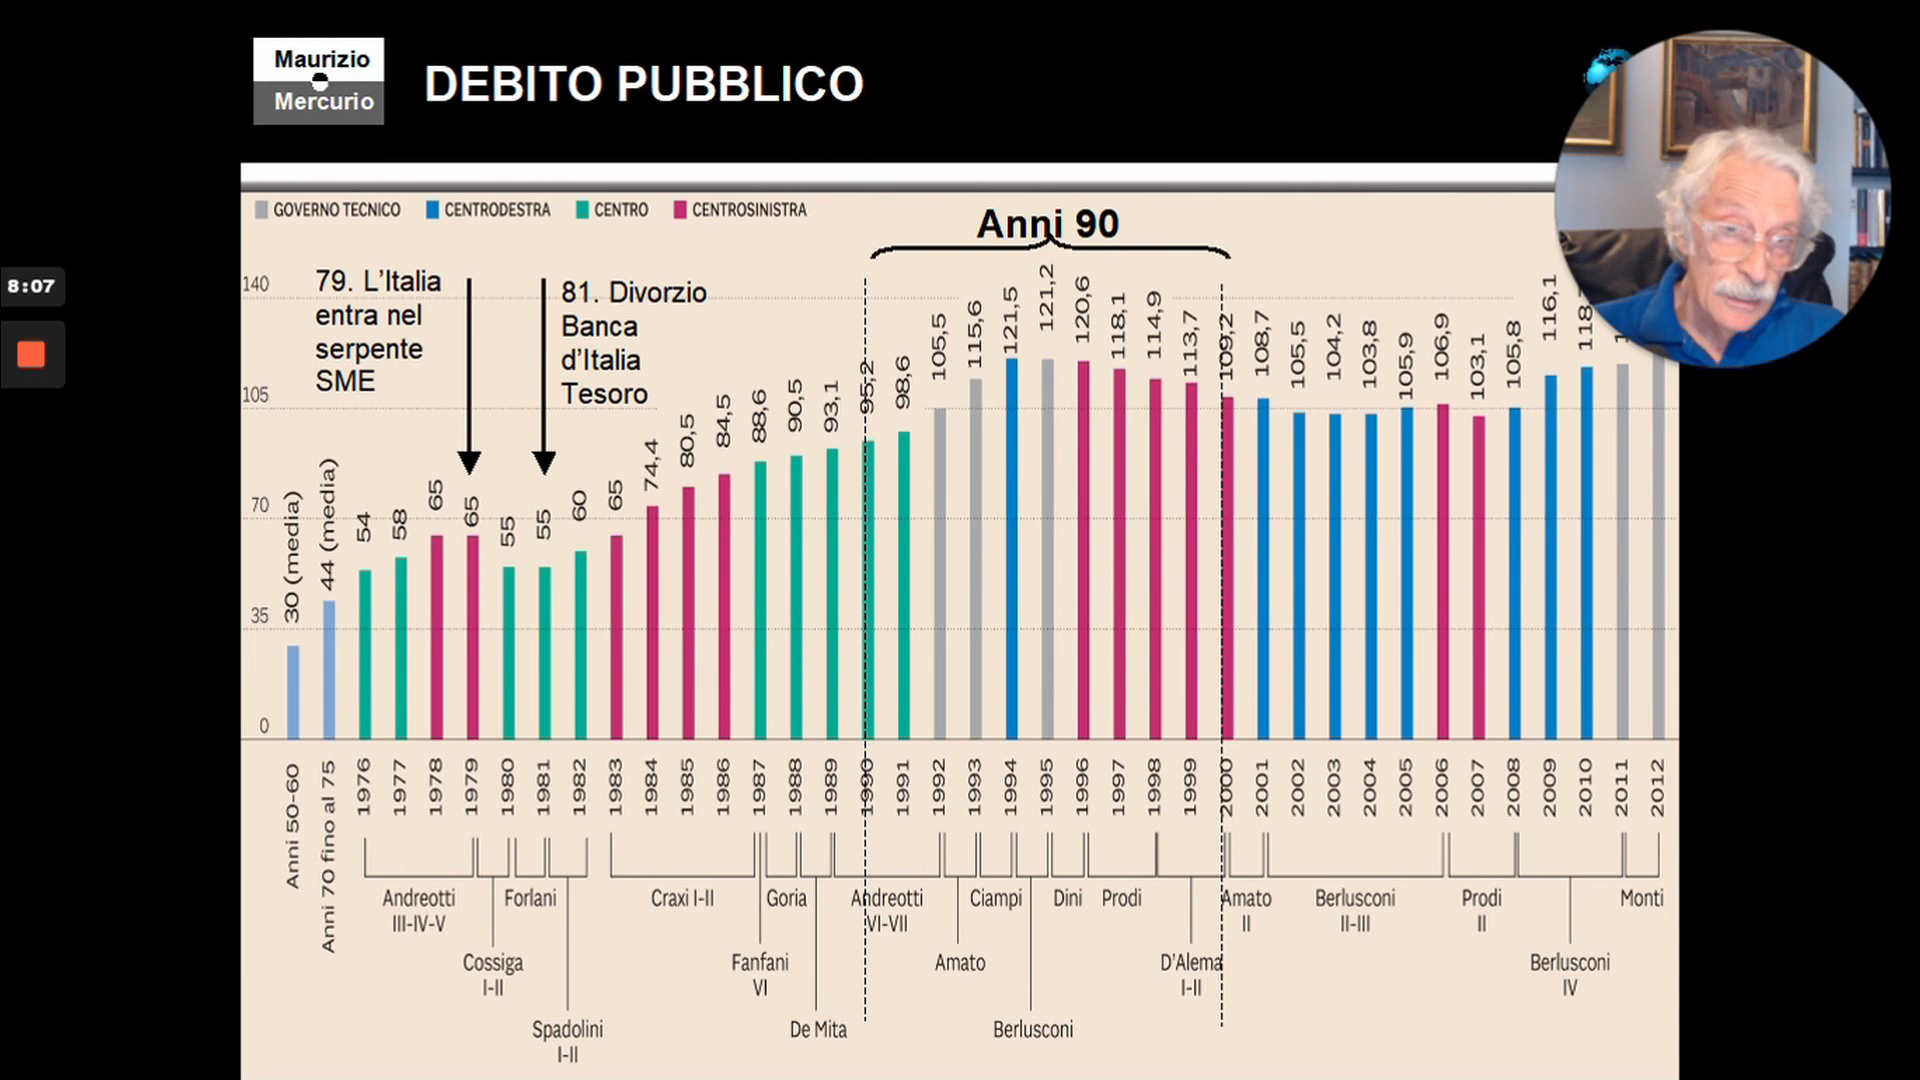 Maurizio
Mercurio
DEBITO PUBBLICO
8:07
GOVERNO TECNICO CENTRODESTRA CENTRO CENTROSINISTRA
Anni 90
79. L'Italia
entra nel
serpente
SME
81. Divorzio
Banca
d'Italia
Tesoro
140
105
70
35
0
30 (media)
44 (media)
54
58
65
65
55
55
60
65
74,4
80,5
84,5
88,6
90,5
93,1
95,2
98,6
105,5
115,6
121,5
121,2
120,6
118,1
114,9
113,7
109,2
108,7
105,5
104,2
103,8
105,9
106,9
103,1
105,8
116,1
Anni 50-60
Anni 70 fino al 75
1976
1977
1978
1979
1980
1981
1982
1983
1984
1985
1986
1987
1988
1989
1990
1991
1992
1993
1994
1995
1996
1997
1998
1999
2000
2001
2002
2003
2004
2005
2006
2007
2008
2009
2010
2011
2012
Andreotti
III-IV-V
Forlani
Craxi I-II
Goria
Andreotti
VI-VII
Ciampi
Dini
Prodi
Amato
II
Berlusconi
II-III
Prodi
II
Monti
Cossiga
I-II
Fanfani
VI
Amato
D'Alema
I-II
Berlusconi
IV
Spadolini
I-II
De Mita
Berlusconi